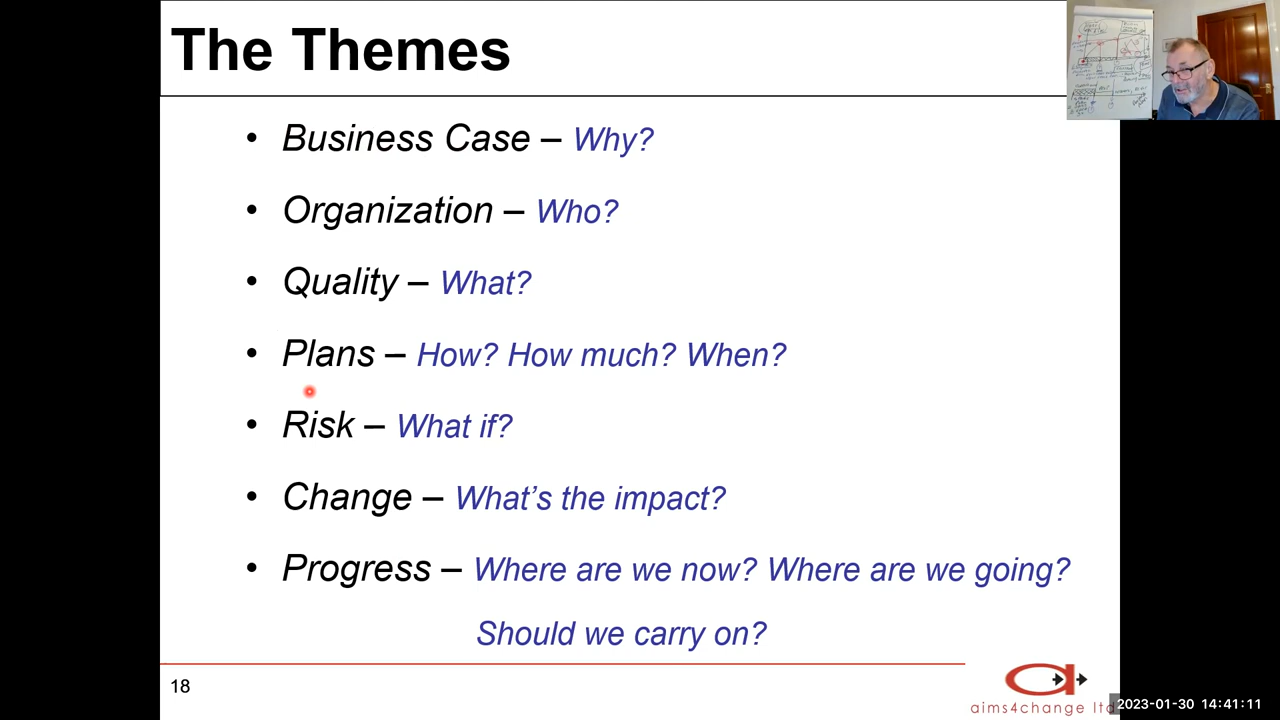 The Themes
• Business Case – Why?
• Organization – Who?
• Quality – What?
• Plans – How? How much? When?
• Risk – What if?
• Change – What’s the impact?
• Progress – Where are we now? Where are we going?
Should we carry on?
18
aims4change ltd
2023-01-30 14:41:11